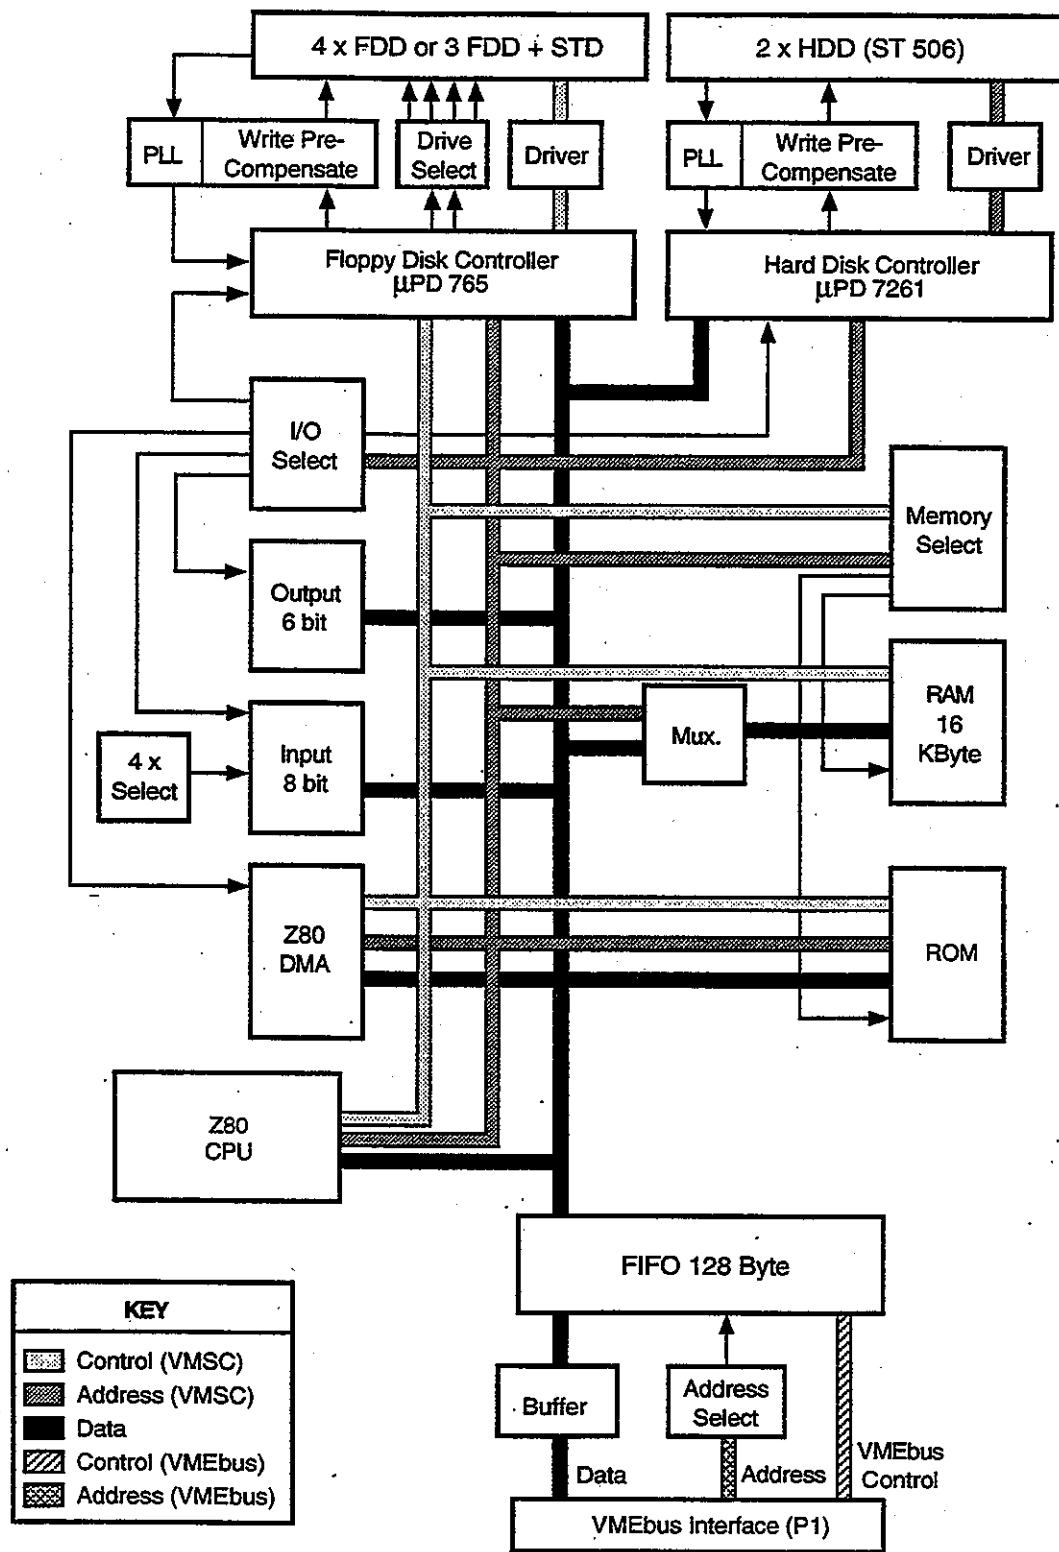 4 x FDD or 3 FDD + STD
2 x HDD (ST 506)
PLL
Write Pre-
Compensate
Drive
Select
Driver
PLL
Write Pre-
Compensate
Driver
Floppy Disk Controller
µPD 765
Hard Disk Controller
µPD 7261
I/O
Select
Memory
Select
Output
6 bit
RAM
16
KByte
Mux.
4 x
Select
Input
8 bit
Z80
DMA
ROM
Z80
CPU
FIFO 128 Byte
KEY
Control (VMSC)
Address (VMSC)
Data
Control (VMEbus)
Address (VMEbus)
Buffer
Address
Select
Data
Address
VMEbus
Control
VMEbus Interface (P1)